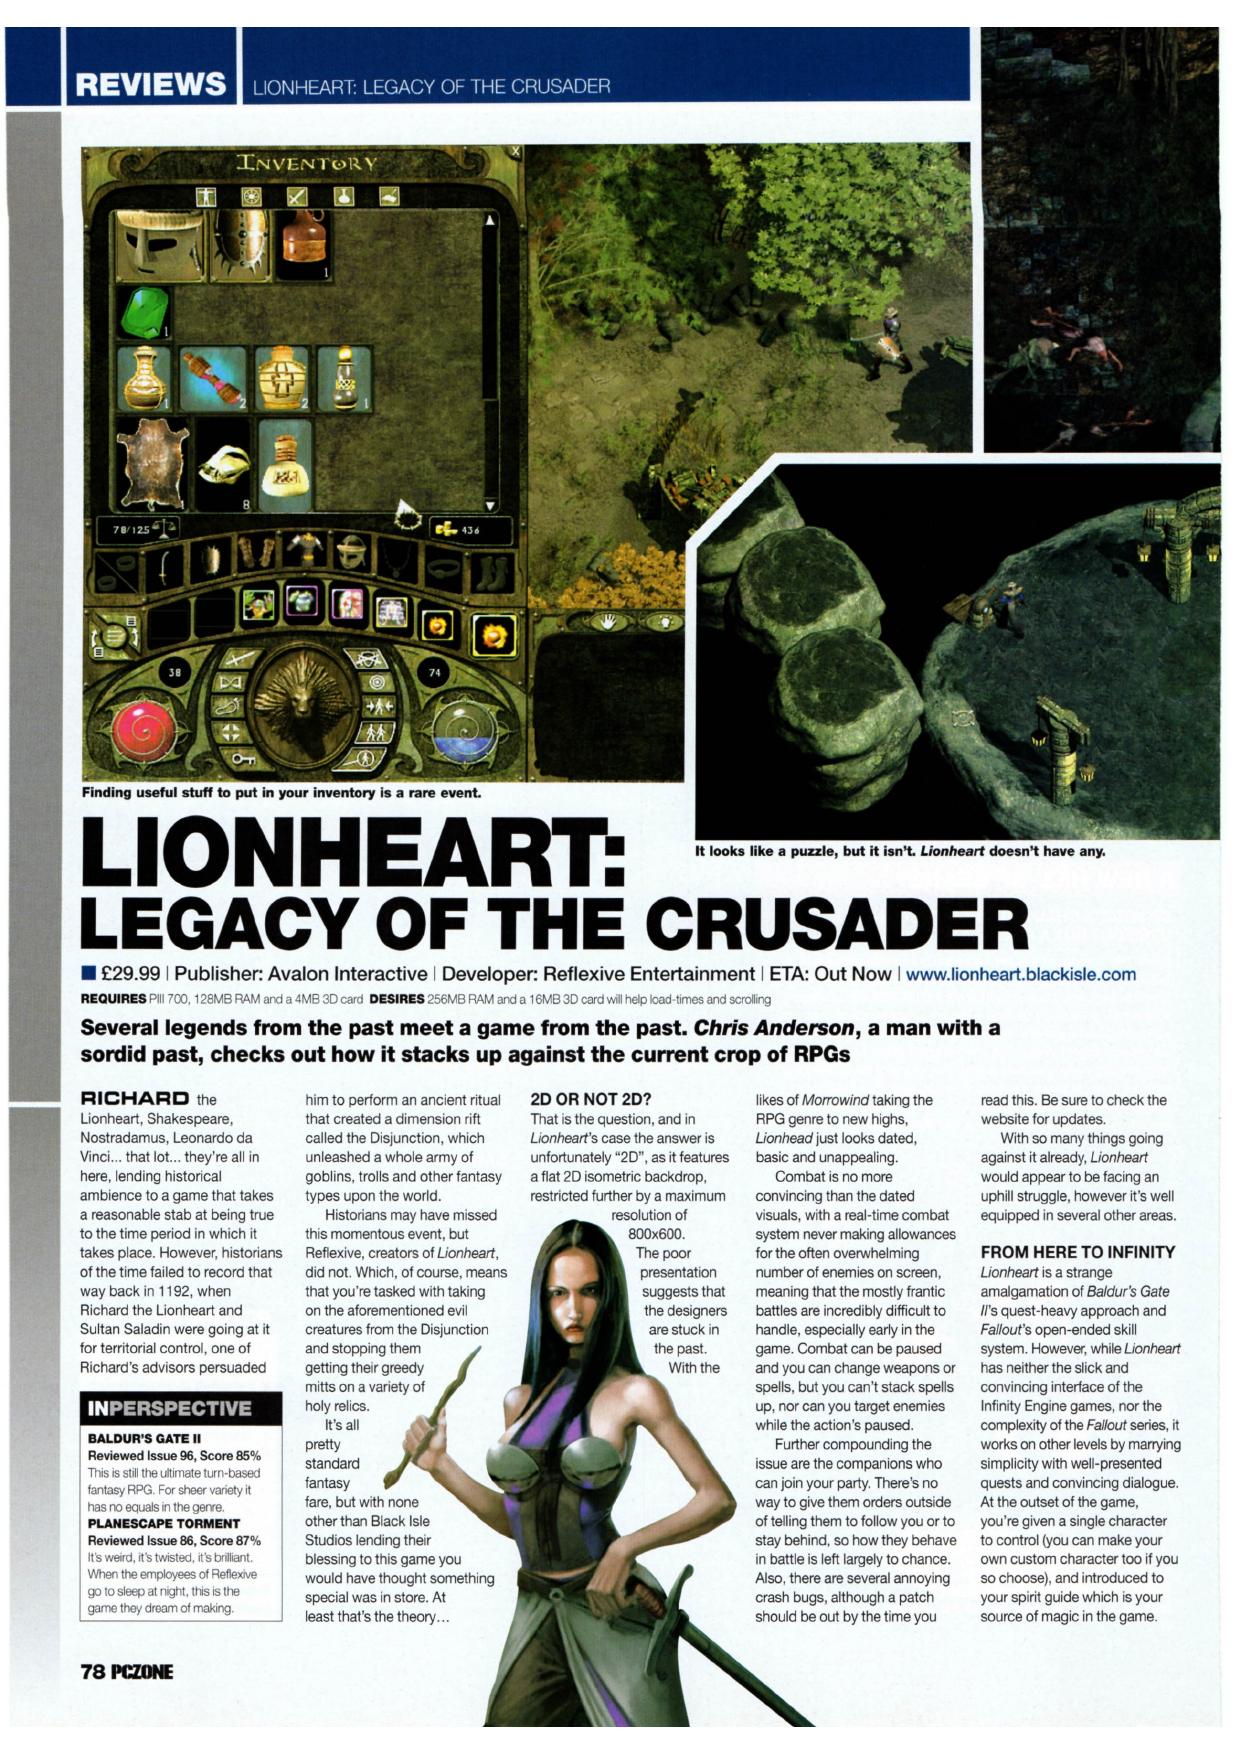 REVIEWS
LIONHEART: LEGACY OF THE CRUSADER
INVENTORY
X
1
1
1
2
2
1
1
8
78/125
436
38
74
Finding useful stuff to put in your inventory is a rare event.
It looks like a puzzle, but it isn't. Lionheart doesn't have any.
LIONHEART:
LEGACY OF THE CRUSADER
£29.99 | Publisher: Avalon Interactive | Developer: Reflexive Entertainment | ETA: Out Now | www.lionheart.blackisle.com
REQUIRES PIII 700, 128MB RAM and a 4MB 3D card DESIRES 256MB RAM and a 16MB 3D card will help load-times and scrolling
Several legends from the past meet a game from the past. Chris Anderson, a man with a
sordid past, checks out how it stacks up against the current crop of RPGs
RICHARD the
Lionheart, Shakespeare,
Nostradamus, Leonardo da
Vinci... that lot... they're all in
here, lending historical
ambience to a game that takes
a reasonable stab at being true
to the time period in which it
takes place. However, historians
of the time failed to record that
way back in 1192, when
Richard the Lionheart and
Sultan Saladin were going at it
for territorial control, one of
Richard's advisors persuaded
INPERSPECTIVE
BALDUR'S GATE II
Reviewed Issue 96, Score 85%
This is still the ultimate turn-based
fantasy RPG. For sheer variety it
has no equals in the genre.
PLANESCAPE TORMENT
Reviewed Issue 86, Score 87%
It's weird, it's twisted, it's brilliant.
When the employees of Reflexive
go to sleep at night, this is the
game they dream of making.
him to perform an ancient ritual
that created a dimension rift
called the Disjunction, which
unleashed a whole army of
goblins, trolls and other fantasy
types upon the world.
Historians may have missed
this momentous event, but
Reflexive, creators of Lionheart,
did not. Which, of course, means
that you're tasked with taking
on the aforementioned evil
creatures from the Disjunction
and stopping them
getting their greedy
mitts on a variety of
holy relics.
It's all
pretty
standard
fantasy
fare, but with none
other than Black Isle
Studios lending their
blessing to this game you
would have thought something
special was in store. At
least that's the theory...
2D OR NOT 2D?
That is the question, and in
Lionheart's case the answer is
unfortunately "2D", as it features
a flat 2D isometric backdrop,
restricted further by a maximum
resolution of
800x600.
The poor
presentation
suggests that
the designers
are stuck in
the past.
With the
likes of Morrowind taking the
RPG genre to new highs,
Lionhead just looks dated,
basic and unappealing.
Combat is no more
convincing than the dated
visuals, with a real-time combat
system never making allowances
for the often overwhelming
number of enemies on screen,
meaning that the mostly frantic
battles are incredibly difficult to
handle, especially early in the
game. Combat can be paused
and you can change weapons or
spells, but you can't stack spells
up, nor can you target enemies
while the action's paused.
Further compounding the
issue are the companions who
can join your party. There's no
way to give them orders outside
of telling them to follow you or to
stay behind, so how they behave
in battle is left largely to chance.
Also, there are several annoying
crash bugs, although a patch
should be out by the time you
read this. Be sure to check the
website for updates.
With so many things going
against it already, Lionheart
would appear to be facing an
uphill struggle, however it's well
equipped in several other areas.
FROM HERE TO INFINITY
Lionheart is a strange
amalgamation of Baldur's Gate
II's quest-heavy approach and
Fallout's open-ended skill
system. However, while Lionheart
has neither the slick and
convincing interface of the
Infinity Engine games, nor the
complexity of the Fallout series, it
works on other levels by marrying
simplicity with well-presented
quests and convincing dialogue.
At the outset of the game,
you're given a single character
to control (you can make your
own custom character too if you
so choose), and introduced to
your spirit guide which is your
source of magic in the game.
78 PCZONE